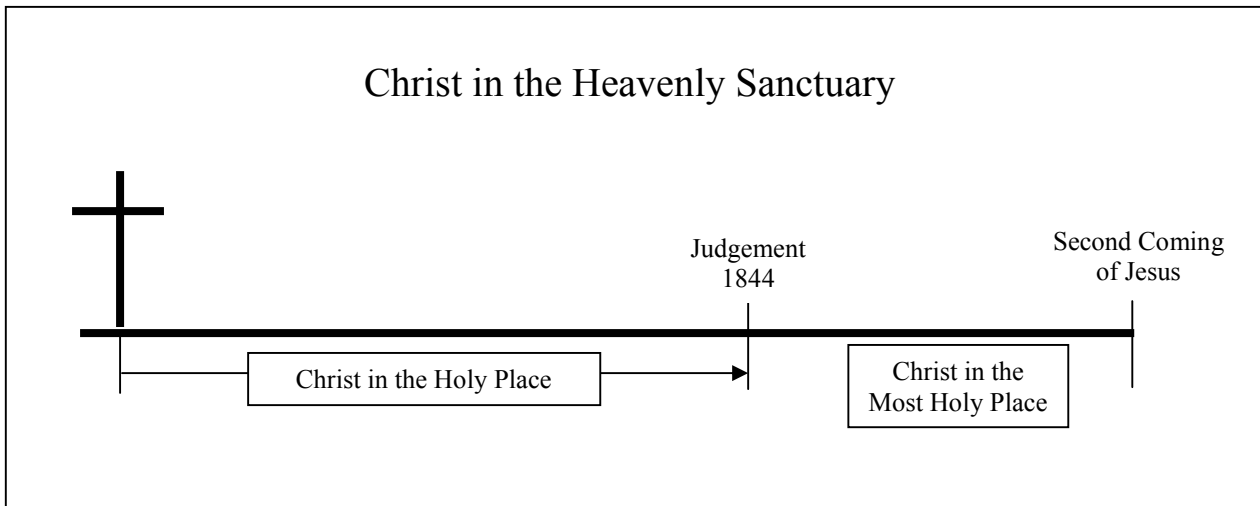 Christ in the Heavenly Sanctuary
Judgement
1844
Second Coming
of Jesus
Christ in the Holy Place
Christ in the
Most Holy Place